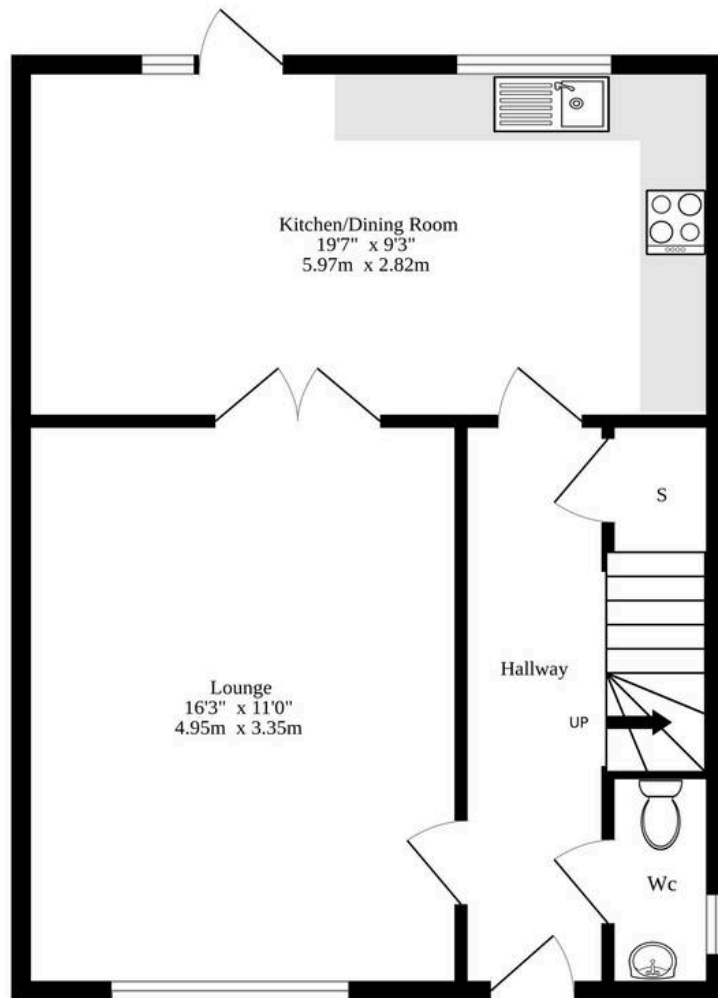 Kitchen/Dining Room
19'7" x 9'3"
5.97m x 2.82m
S
Hallway
Lounge
16'3" x 11'0"
4.95m x 3.35m
UP
Wc